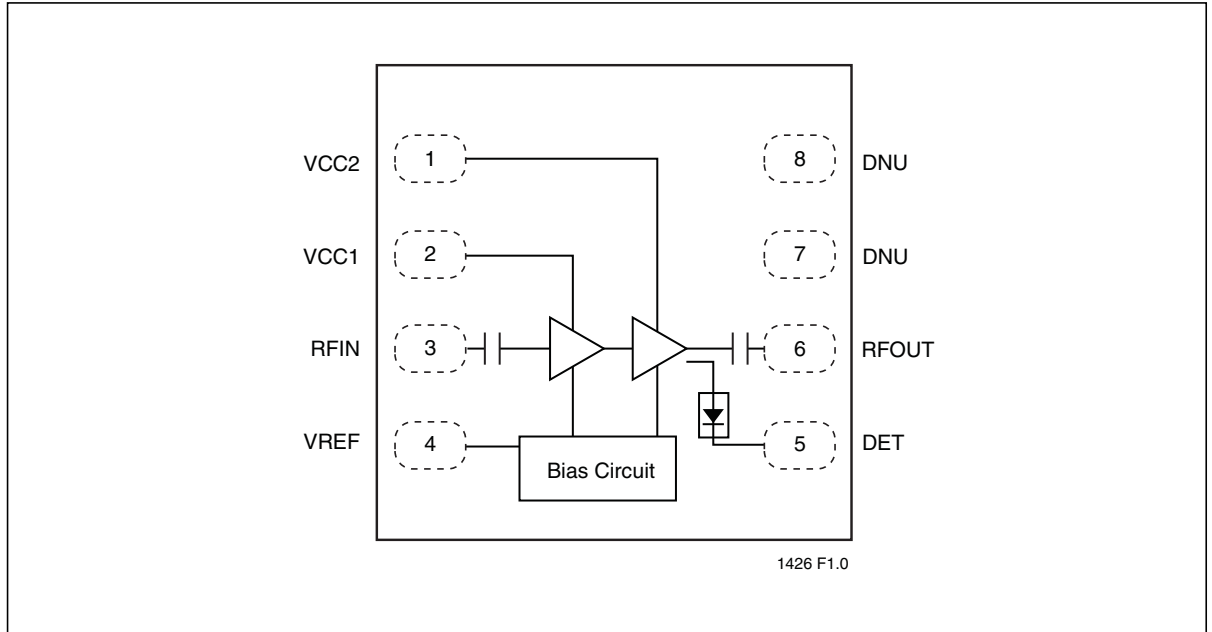 VCC2 1 8 DNU
VCC1 2 7 DNU
RFIN 3 6 RFOUT
VREF 4 Bias Circuit 5 DET
1426 F1.0